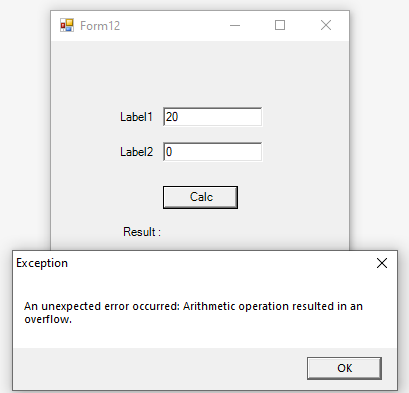 Form12
Label1 20
Label2 0
Calc
Result :
Exception
An unexpected error occurred: Arithmetic operation resulted in an
overflow.
OK